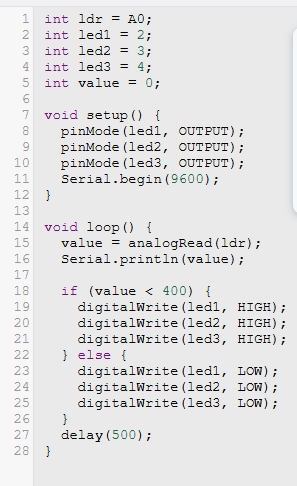 1 int ldr = A0;
2 int led1 = 2;
3 int led2 = 3;
4 int led3 = 4;
5 int value = 0;
6
7 void setup() {
8   pinMode(led1, OUTPUT);
9   pinMode(led2, OUTPUT);
10   pinMode(led3, OUTPUT);
11   Serial.begin(9600);
12 }
13
14 void loop() {
15   value = analogRead(ldr);
16   Serial.println(value);
17
18   if (value < 400) {
19     digitalWrite(led1, HIGH);
20     digitalWrite(led2, HIGH);
21     digitalWrite(led3, HIGH);
22   } else {
23     digitalWrite(led1, LOW);
24     digitalWrite(led2, LOW);
25     digitalWrite(led3, LOW);
26   }
27   delay(500);
28 }